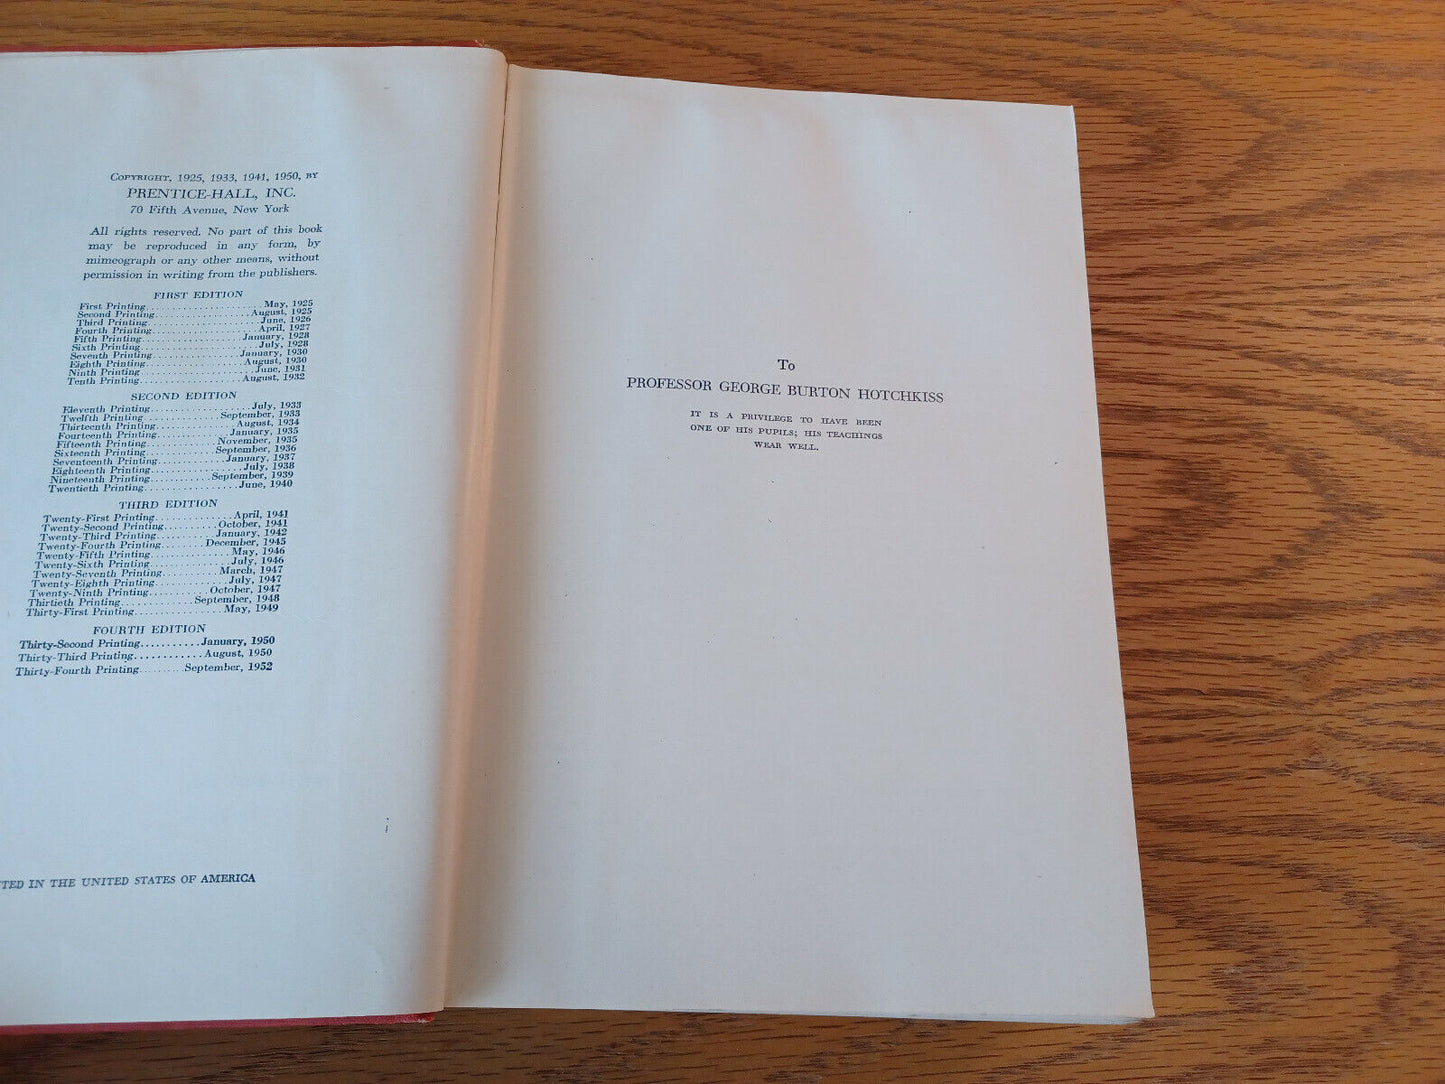 COPYRIGHT, 1925, 1933, 1941, 1950, BY
PRENTICE-HALL, INC.
70 Fifth Avenue, New York
All rights reserved. No part of this book
may be reproduced in any form, by
mimeograph or any other means, without
permission in writing from the publishers.
FIRST EDITION
First Printing......................May, 1925
Second Printing..................August, 1925
Third Printing.....................June, 1926
Fourth Printing...................April, 1927
Fifth Printing..................January, 1928
Sixth Printing.....................July, 1928
Seventh Printing................January, 1930
Eighth Printing..................August, 1930
Ninth Printing.....................June, 1931
Tenth Printing...................August, 1932
SECOND EDITION
Eleventh Printing..................July, 1933
Twelfth Printing..............September, 1933
Thirteenth Printing..............August, 1934
Fourteenth Printing.............January, 1935
Fifteenth Printing.............November, 1935
Sixteenth Printing............September, 1936
Seventeenth Printing............January, 1937
Eighteenth Printing................July, 1938
Nineteenth Printing...........September, 1939
Twentieth Printing.................June, 1940
THIRD EDITION
Twenty-First Printing.............April, 1941
Twenty-Second Printing..........October, 1941
Twenty-Third Printing...........January, 1942
Twenty-Fourth Printing.........December, 1945
Twenty-Fifth Printing...............May, 1946
Twenty-Sixth Printing..............July, 1946
Twenty-Seventh Printing...........March, 1947
Twenty-Eighth Printing.............July, 1947
Twenty-Ninth Printing...........October, 1947
Thirtieth Printing............September, 1948
Thirty-First Printing...............May, 1949
FOURTH EDITION
Thirty-Second Printing...........January, 1950
Thirty-Third Printing............August, 1950
Thirty-Fourth Printing.........September, 1952
TED IN THE UNITED STATES OF AMERICA
To
PROFESSOR GEORGE BURTON HOTCHKISS
IT IS A PRIVILEGE TO HAVE BEEN
ONE OF HIS PUPILS; HIS TEACHINGS
WEAR WELL.